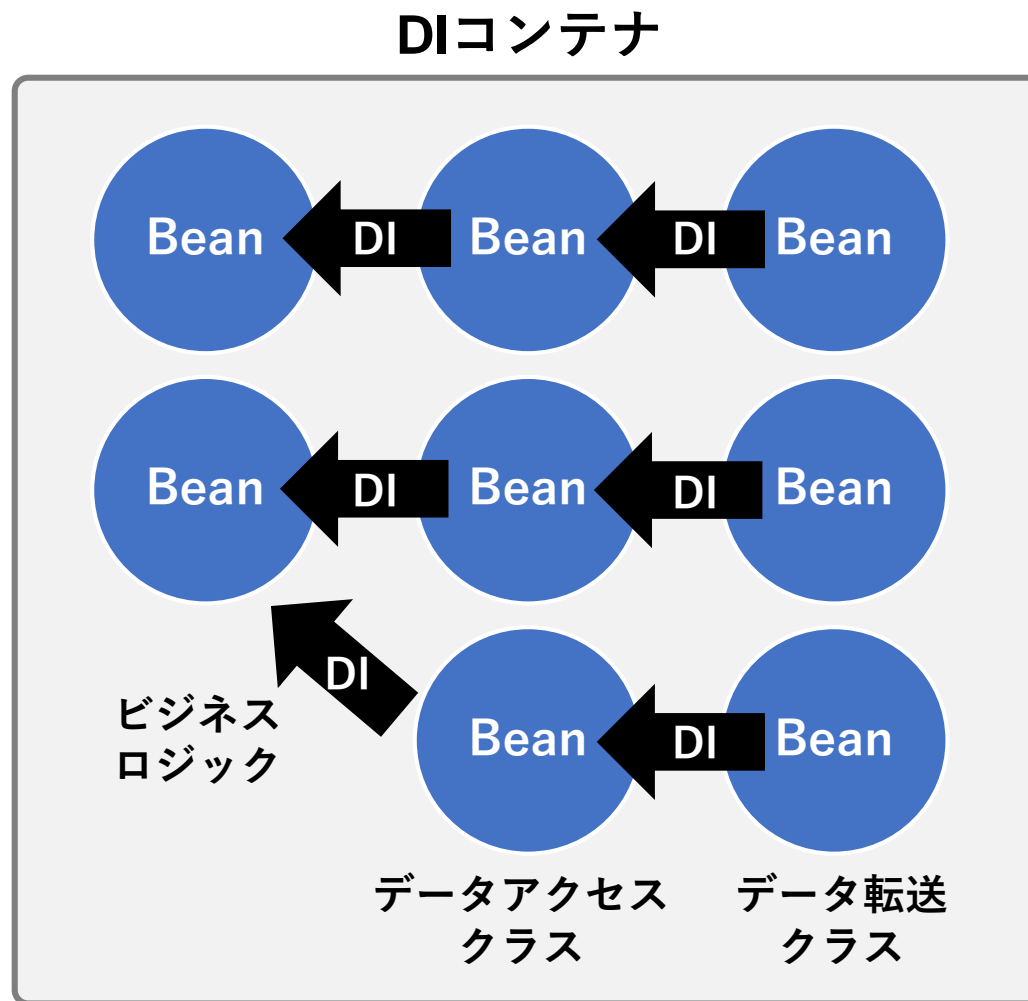 DIコンテナ
Bean DI Bean DI Bean
Bean DI Bean DI Bean
DI
ビジネス
ロジック
Bean DI Bean
データアクセス
クラス
データ転送
クラス